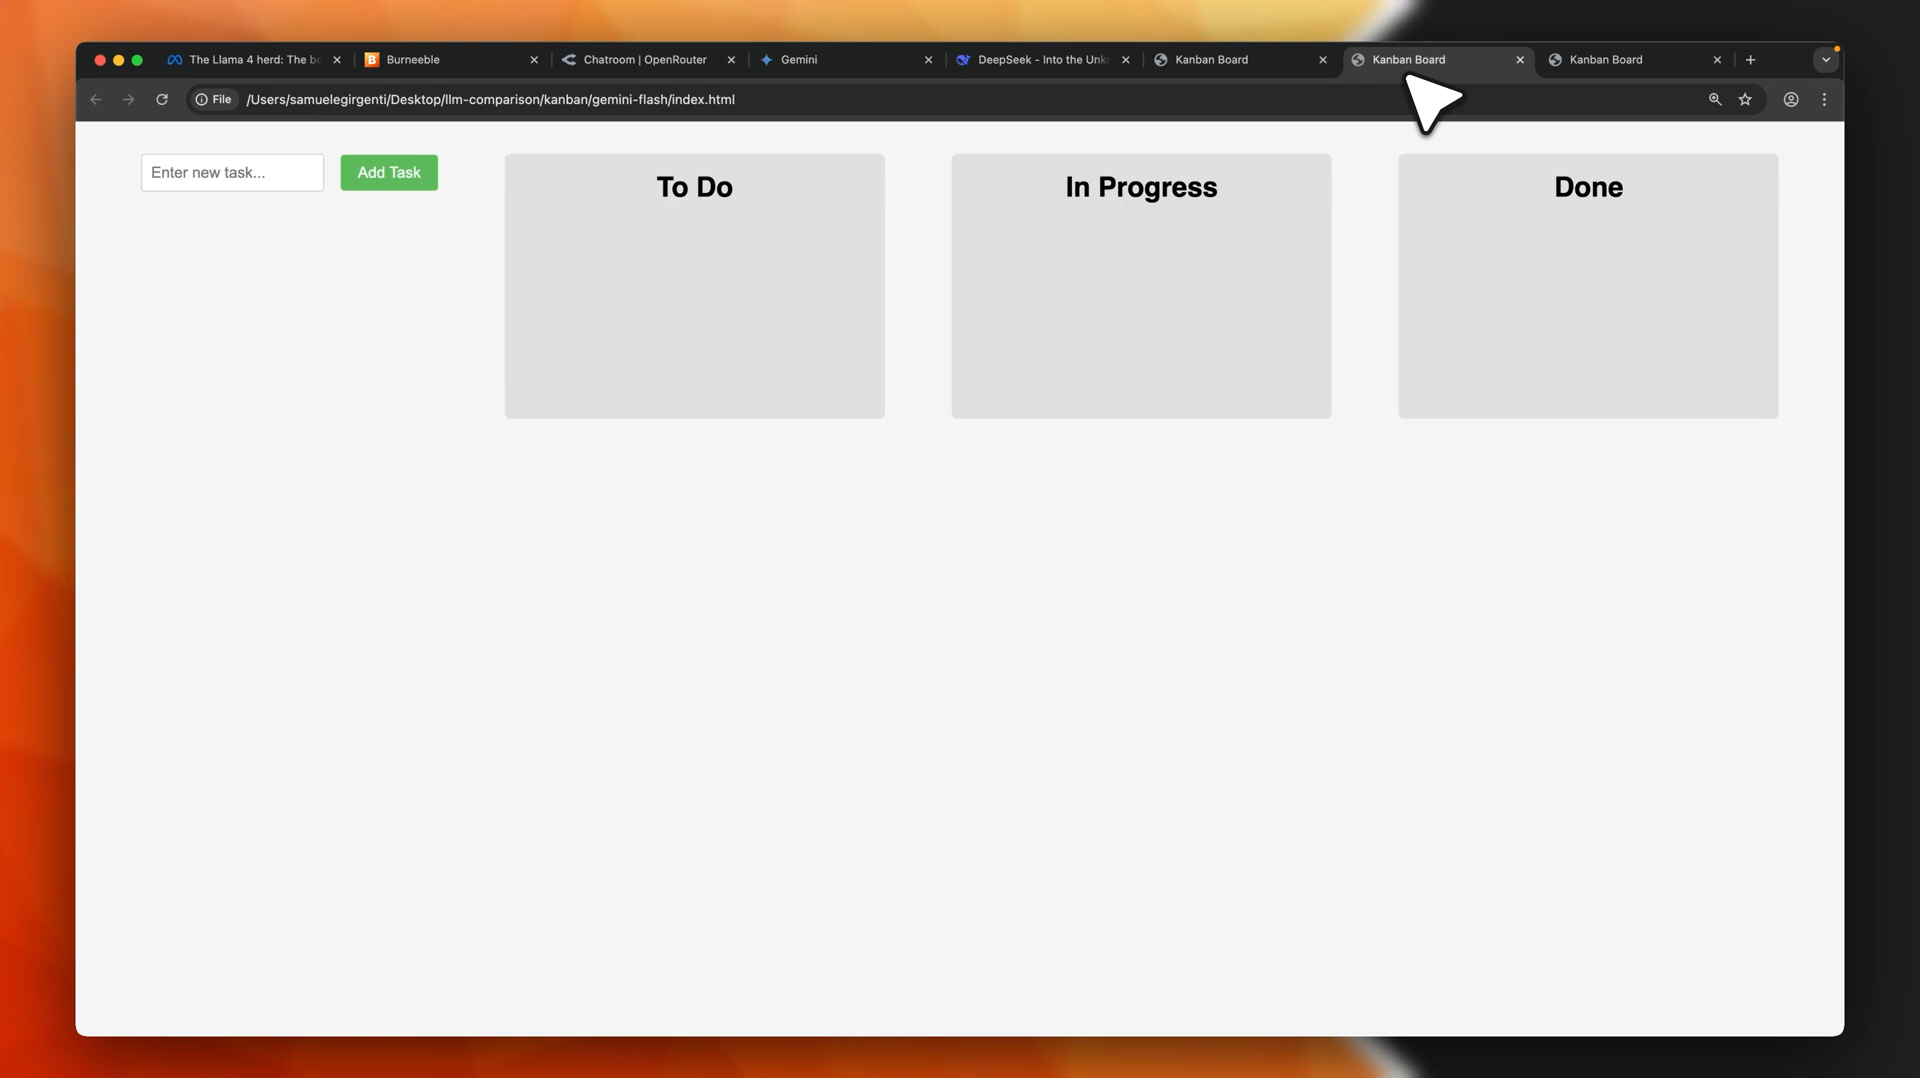 The Llama 4 herd: The be
Burneeble
Chatroom | OpenRouter
Gemini
DeepSeek - Into the Unkn
Kanban Board
Kanban Board
Kanban Board
File
/Users/samuelegirgenti/Desktop/llm-comparison/kanban/gemini-flash/index.html
Enter new task...
Add Task
To Do
In Progress
Done